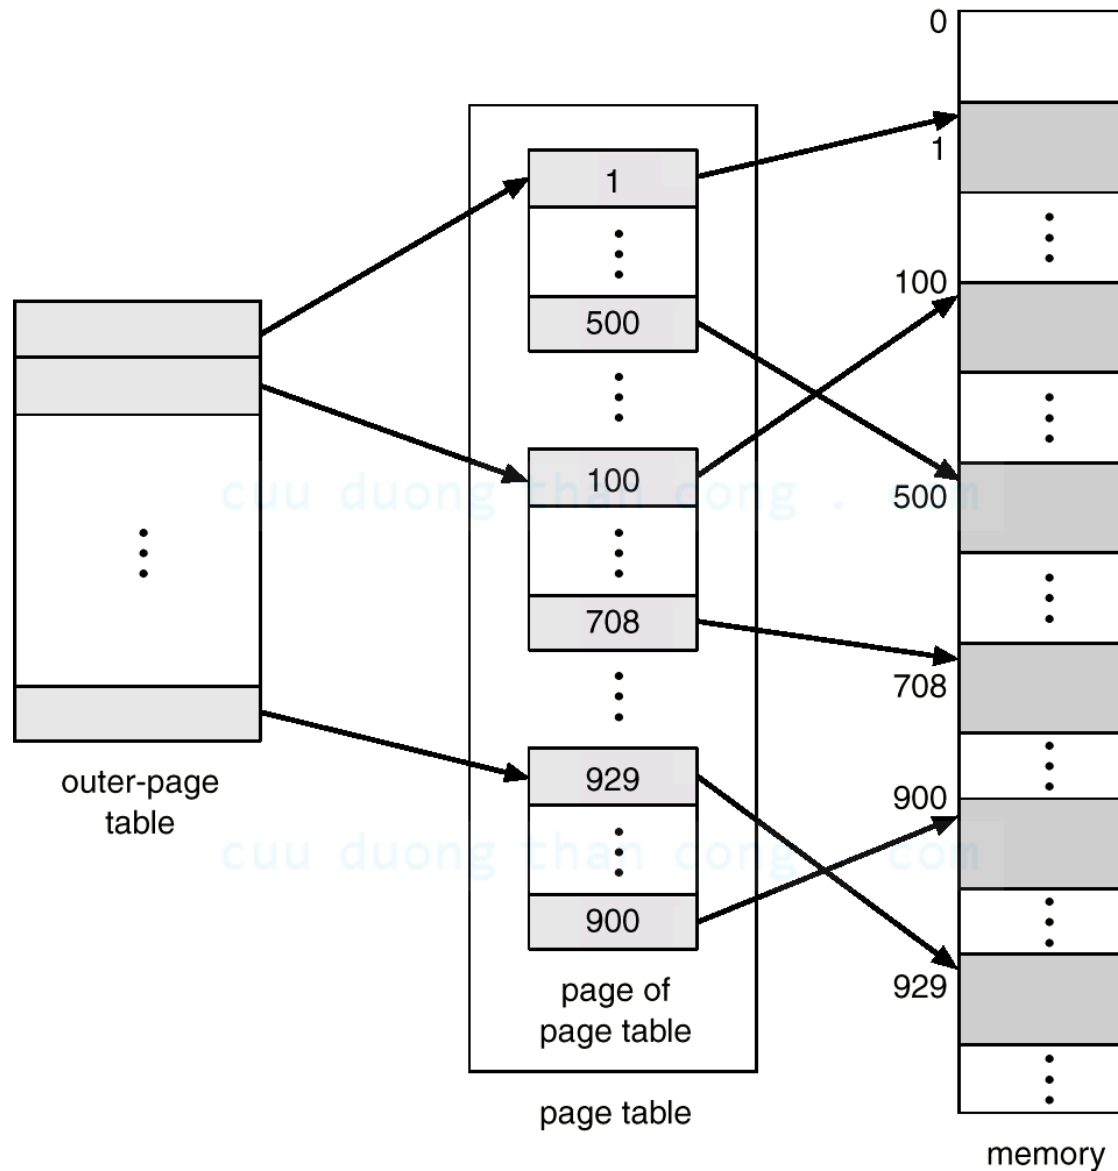 0
1
1
100
500
100
500
708
708
929
900
900
929
outer-page
table
page of
page table
page table
memory
cuu duong than cong . com
cuu duong than cong . com